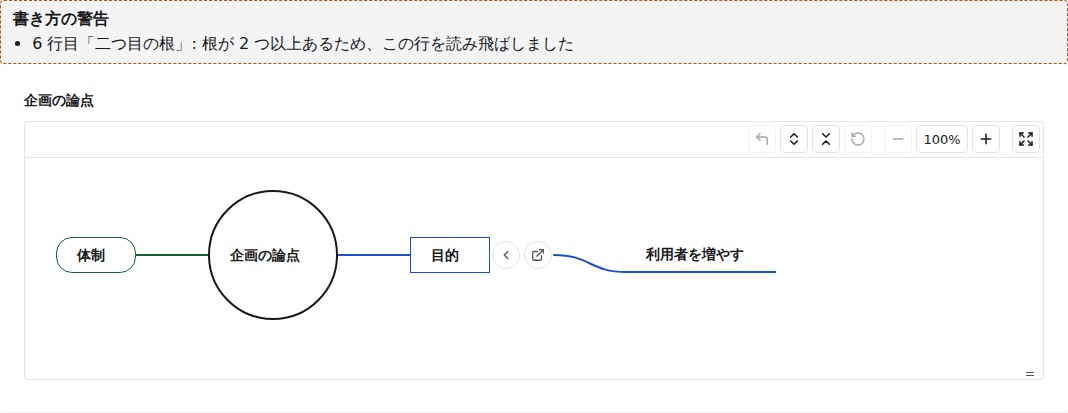 書き方の警告
• 6 行目「二つ目の根」: 根が 2 つ以上あるため、この行を読み飛ばしました
企画の論点
100%
体制
企画の論点
目的
利用者を増やす